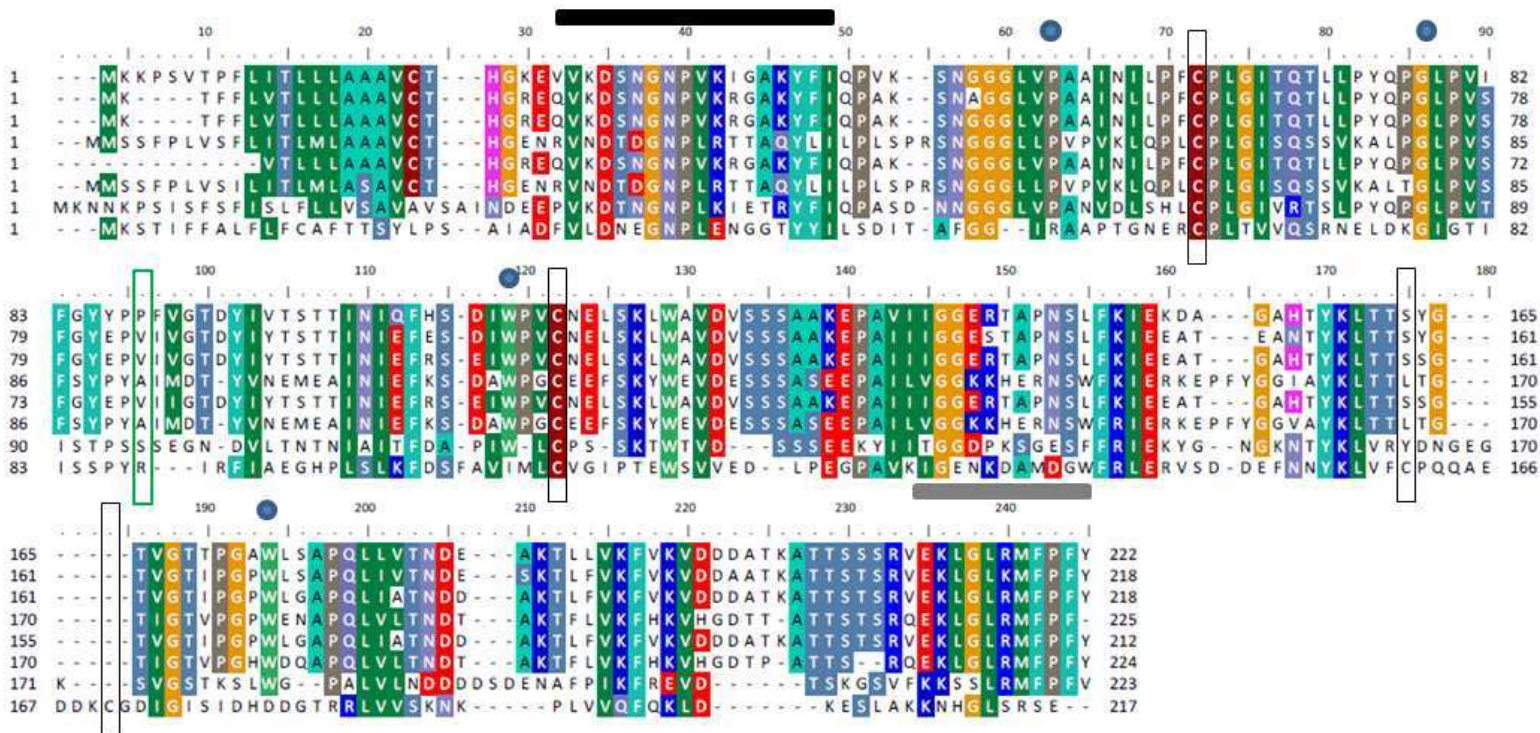 10 20 30 40 50 60 70 80 90
1 ---MKKPSVTPFLITLLLAAAVCT---HGKEVVKDSNGNPVKIGAKYFIQPVK--SNGGGLVPAAINILPFCPLGITQTLLPYQPGLPVI 82
1 ---MK----TFFLVTLLLAAAVCT---HGREQVKDSNGNPVKRGAKYFIQPAK--SNAGGLVPAAINLLPFCPLGITQTLLPYQPGLPVS 78
1 ---MK----TFFLVTLLLAAAVCT---HGREQVKDSNGNPVKRGAKYFIQPAK--SNGGGLVPAAINLLPFCPLGITQTLLPYQPGLPVS 78
1 --MMSSFPLVSFLITLMLAAAVCT---HGENRVNDTDGNPLRTTAQYLILPLSPRSNGGGLLPVPVKLQPLCPLGISQSSVKALPGLPVS 86
1 -------------VTLLLAAAVCT---HGREQVKDSNGNPVKRGAKYFIQPAK--SNGGGLVPAAINILPFCPLGITQTLLPYQPGLPVS 72
1 --MMSSFPLVSILITLMLASAVCT---HGENRVNDTDGNPLRTTAQYLILPLSPRSNGGGLLPVPVKLQPLCPLGISQSSVKALTGLPVS 85
1 MKNNKPSISFSFISLFLLVSAVAVSAINDEEPVKDTNGNPLKIETRYFIQPASD-NNGGGLVPANVDLSHLCPLGIVRTSLPYQPGLPVT 89
1 ---MKSTIFFALFLFCAFTTSYLPS-AIADFVLDNEGNPLENGGTYYILSDIT-AFGG--IRAAPTGNERCPLTVVQSRNELDKGIGTI 82
100 110 120 130 140 150 160 170 180
83 FGYYPPFVGTDYIVTSTTINIQFHS-DIWPVCNELSKLWAVDVSSSAAKEPAVIIGGERTAPNSLFKIEKDA---GAHTYKLTTSYG--- 165
79 FGYEPVIVGTDYIYTSTTINIEFES-DIWPVCNELSKLWAVDVSSSAAKEPAIIIGGESTAPNSLFKIEEAT---EANTYKLTTSYG--- 161
79 FGYEPVIVGTDYIYTSTTINIEFRS-EIWPVCNELSKLWAVDVSSSAAKEPAIIIGGERTAPNSLFKIEEAT---GAHTYKLTTSSG--- 161
86 FSYPYAIMDT-YVNEMEAINIEFKS-DAWPGCEEFSKYWEVDESSSASEEPAILVGGKKHERNSWFKIERKEPFYGGIAYKLTTLTG--- 170
73 FGYEPVIIGTDYIYTSTTINIEFRS-EIWPVCNELSKLWAVDVSSSAAKEPAIIIGGERTAPNSLFKIEEAT---GAHTYKLTTSSG--- 155
86 FSYPYAIMDT-YVNEMEAINIEFKS-DAWPGCEEFSKYWEVDESSSASEEPAILVGGKKHERNSWFRIERKEPFYGGVAYKLTTLTG--- 170
90 ISTPSSSEGN-DVLTNTNIAITFDA-PIW-LCPS-SKTWTVD---SSSEEKYIITGGDPKSGESFFRIEKYG---NGKNTYKLVRYDNGEG 170
83 ISSPYR---IRFIAEGHPLSLKFDSFAVIMLCVGIPTEWSVVED--LPEGPAVKIGENKDAMDGWFRLERVSD-DEFNNYKLVFCPQQAE 166
190 200 210 220 230 240
165 -----TVGTTPGAWLSAPQLLVTNDE---AKTLLVKFVKVDDDATKATTSSSRVEKLGLRMFPFY 222
161 -----TVGTIPGPWLSAPQLIVTNDE---SKTLFVKFVKVDDAATKATTSTSRVEKLGLKMFPFY 218
161 -----TVGTIPGPWLGAPQLIATNDD---AKTLFVKFVKVDDDATKATTSTSRVEKLGLRMFPFY 218
170 -----TIGTVPGPWENAPQLVLTNDT---AKTFLVKFHKVHGDTT-ATTSTSRQEKLGLRMFPF- 225
155 -----TVGTIPGPWLGAPQLIATNDD---AKTLFVKFVKVDDDATKATTSTSRVEKLGLRMFPFY 212
170 -----TIGTVPGHWDQAPQLVLTNDT---AKTFLVKFHKVHGDTP-ATTS--RQEKLGLRMFPFY 224
171 K----SVGSTKSLWG--PALVLNDDDDSDENAFPIKFREVD-------TSKGSVFKKSSLRMFPFV 223
167 DDKCGDIGISIDHDDGTRRLVVSKNK-----PLVVQFQKLD-------KESLAKKNHGLSRSE-- 217